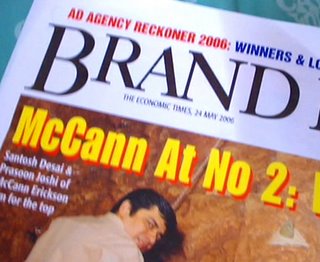 AD AGENCY RECKONER 2006: WINNERS &
BRAND
THE ECONOMIC TIMES, 24 MAY 2006
McCann At No 2:
Santosh Desai &
Prasoon Joshi of
McCann Erickson
for the top